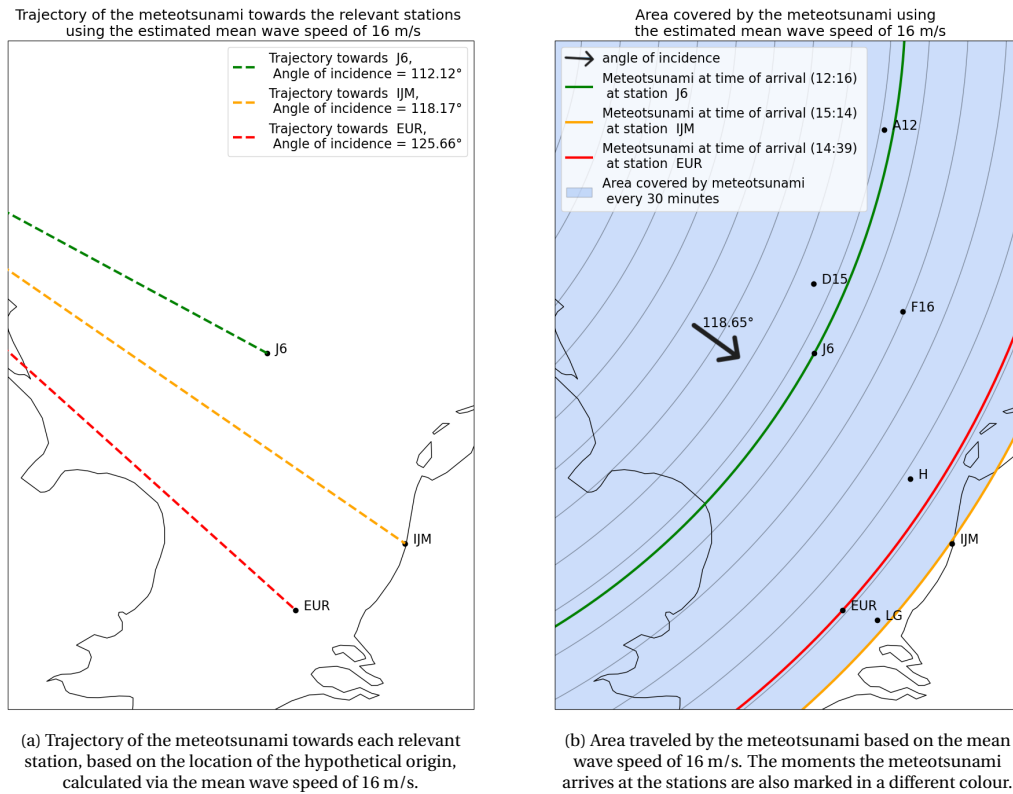 Trajectory of the meteotsunami towards the relevant stations
using the estimated mean wave speed of 16 m/s
Trajectory towards  J6,
Angle of incidence = 112.12°
Trajectory towards  IJM,
Angle of incidence = 118.17°
Trajectory towards  EUR,
Angle of incidence = 125.66°
J6
IJM
EUR
(a) Trajectory of the meteotsunami towards each relevant
station, based on the location of the hypothetical origin,
calculated via the mean wave speed of 16 m/s.
Area covered by the meteotsunami using
the estimated mean wave speed of 16 m/s
angle of incidence
Meteotsunami at time of arrival (12:16)
at station  J6
Meteotsunami at time of arrival (15:14)
at station  IJM
Meteotsunami at time of arrival (14:39)
at station  EUR
Area covered by meteotsunami
every 30 minutes
A12
D15
F16
118.65°
J6
H
IJM
EUR
LG
(b) Area traveled by the meteotsunami based on the mean
wave speed of 16 m/s. The moments the meteotsunami
arrives at the stations are also marked in a different colour.